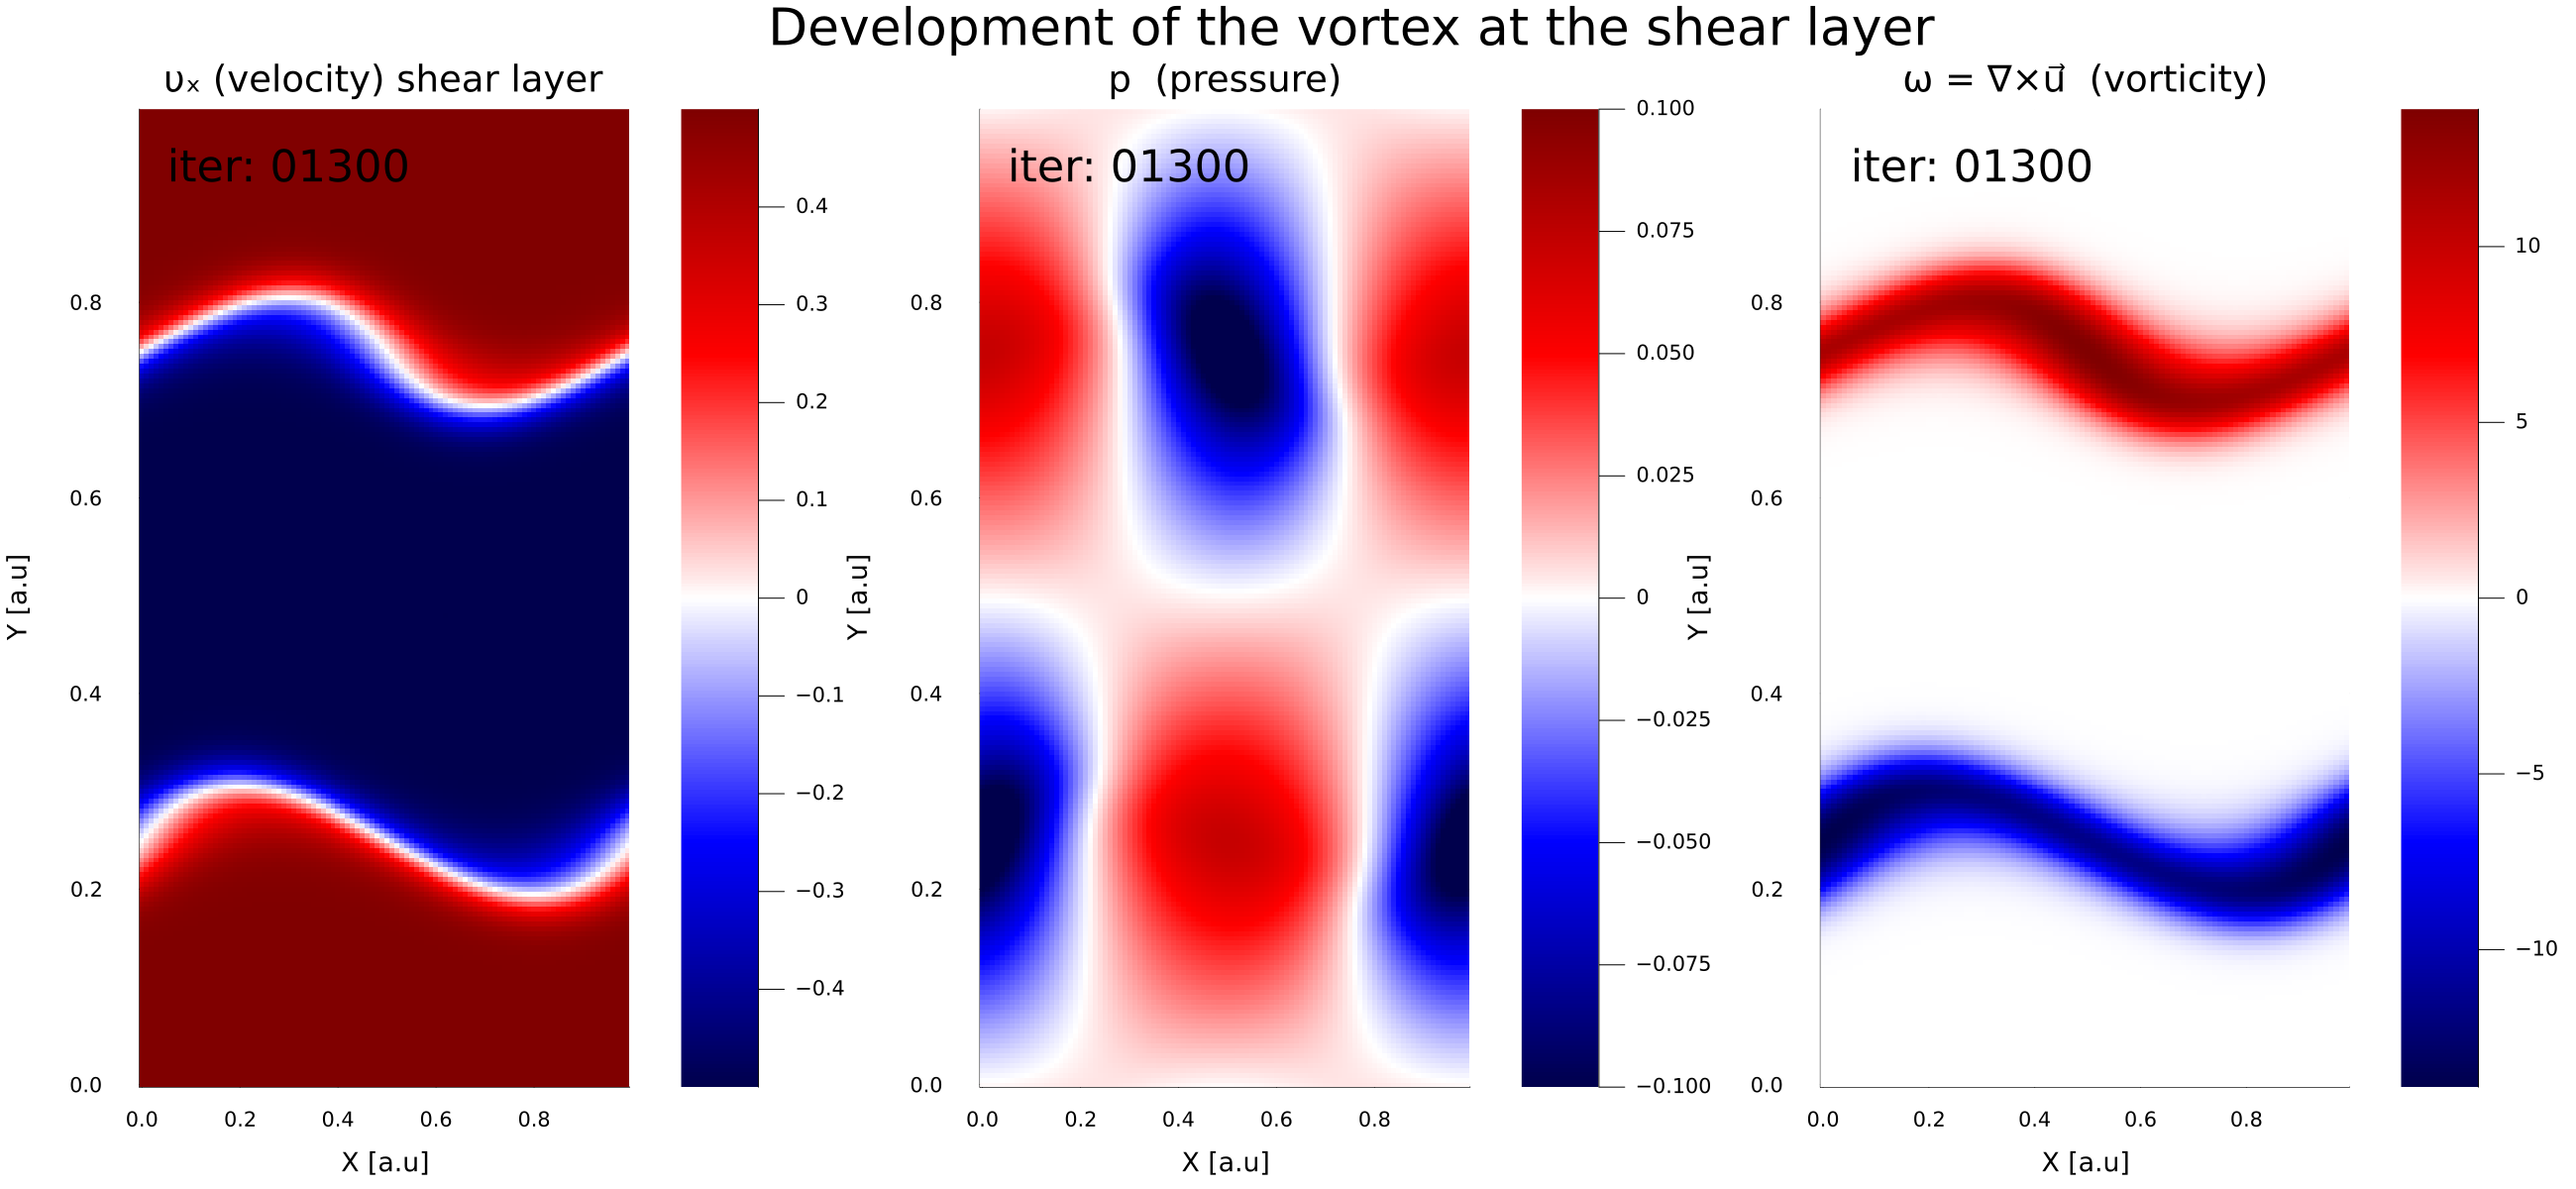 Development of the vortex at the shear layer
υₓ (velocity) shear layer
iter: 01300
Y [a.u]
0.8
0.6
0.4
0.2
0.0
0.0 0.2 0.4 0.6 0.8
X [a.u]
0.4
0.3
0.2
0.1
0
−0.1
−0.2
−0.3
−0.4
p (pressure)
iter: 01300
Y [a.u]
0.8
0.6
0.4
0.2
0.0
0.0 0.2 0.4 0.6 0.8
X [a.u]
0.100
0.075
0.050
0.025
0
−0.025
−0.050
−0.075
−0.100
ω = ∇×u⃗ (vorticity)
iter: 01300
Y [a.u]
0.8
0.6
0.4
0.2
0.0
0.0 0.2 0.4 0.6 0.8
X [a.u]
10
5
0
−5
−10